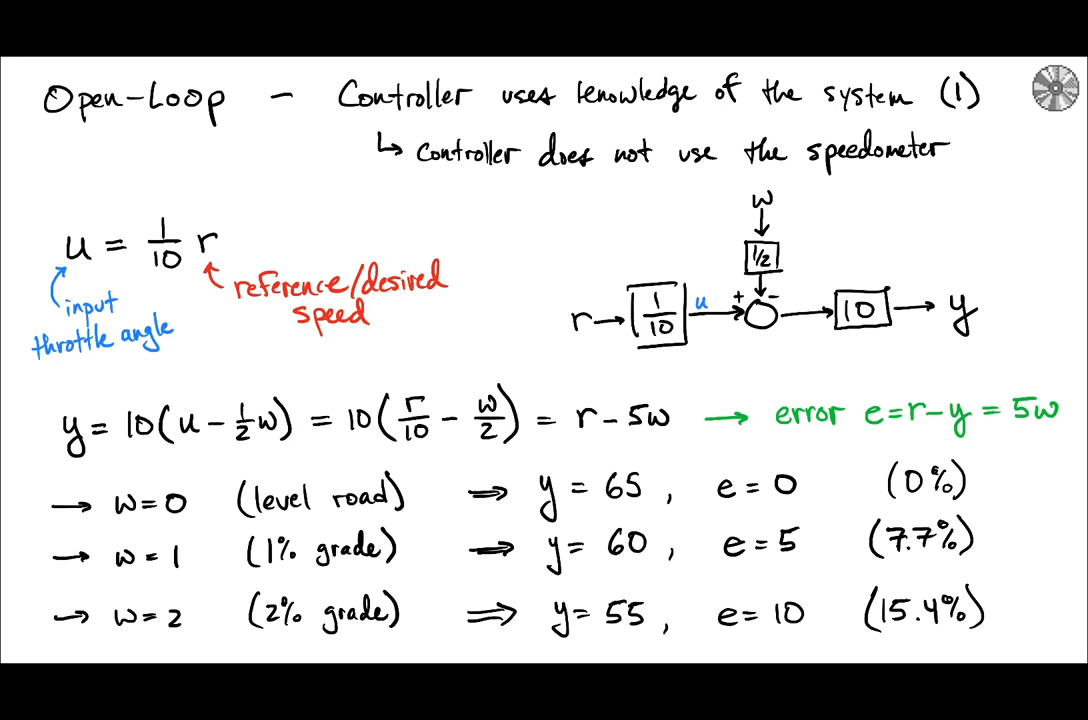 Open-Loop - Controller uses knowledge of the system (1)
↳ Controller does not use the speedometer
u = 1/10 r
input
throttle angle
reference/desired
speed
w
1/2
r → 1/10 u + - 10 → y
y = 10(u - 1/2 w) = 10(r/10 - w/2) = r - 5w → error e = r - y = 5w
→ w = 0 (level road) ⇒ y = 65, e = 0 (0%)
→ w = 1 (1% grade) ⇒ y = 60, e = 5 (7.7%)
→ w = 2 (2% grade) ⇒ y = 55, e = 10 (15.4%)